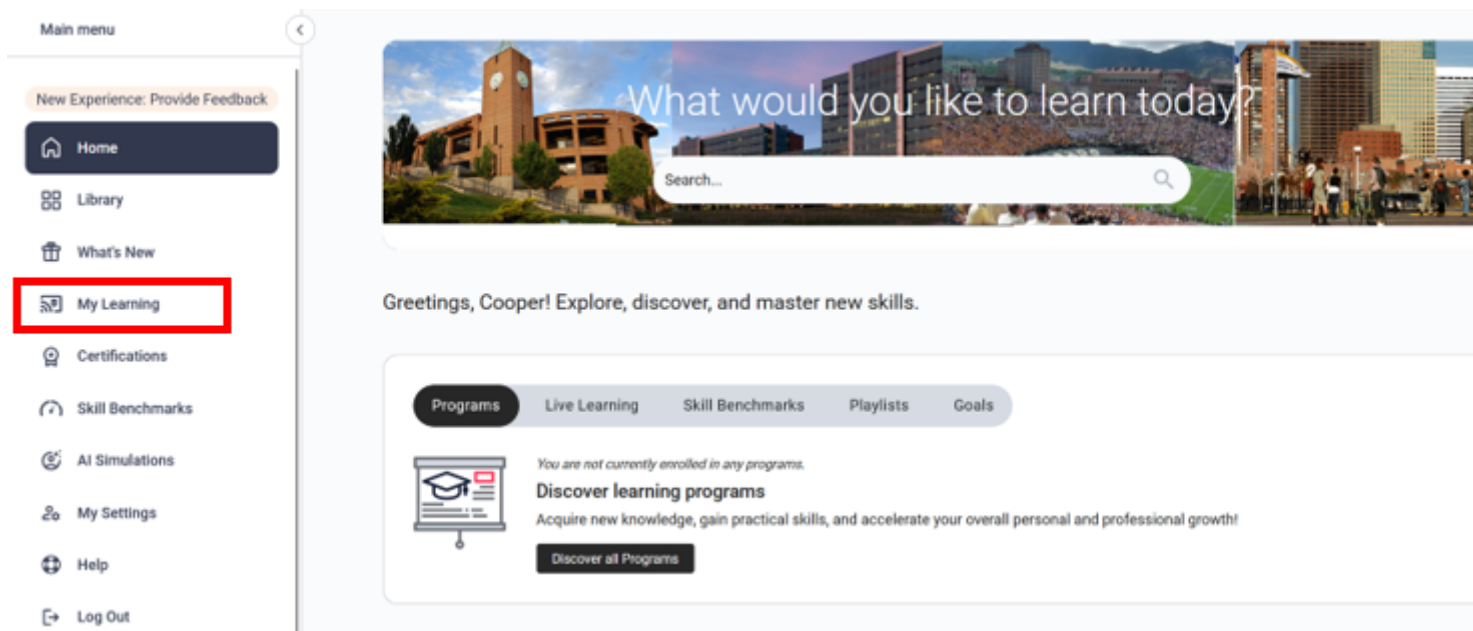 Main menu
New Experience: Provide Feedback
Home
Library
What's New
My Learning
Certifications
Skill Benchmarks
AI Simulations
My Settings
Help
Log Out
What would you like to learn today?
Search...
Greetings, Cooper! Explore, discover, and master new skills.
Programs Live Learning Skill Benchmarks Playlists Goals
You are not currently enrolled in any programs.
Discover learning programs
Acquire new knowledge, gain practical skills, and accelerate your overall personal and professional growth!
Discover all Programs